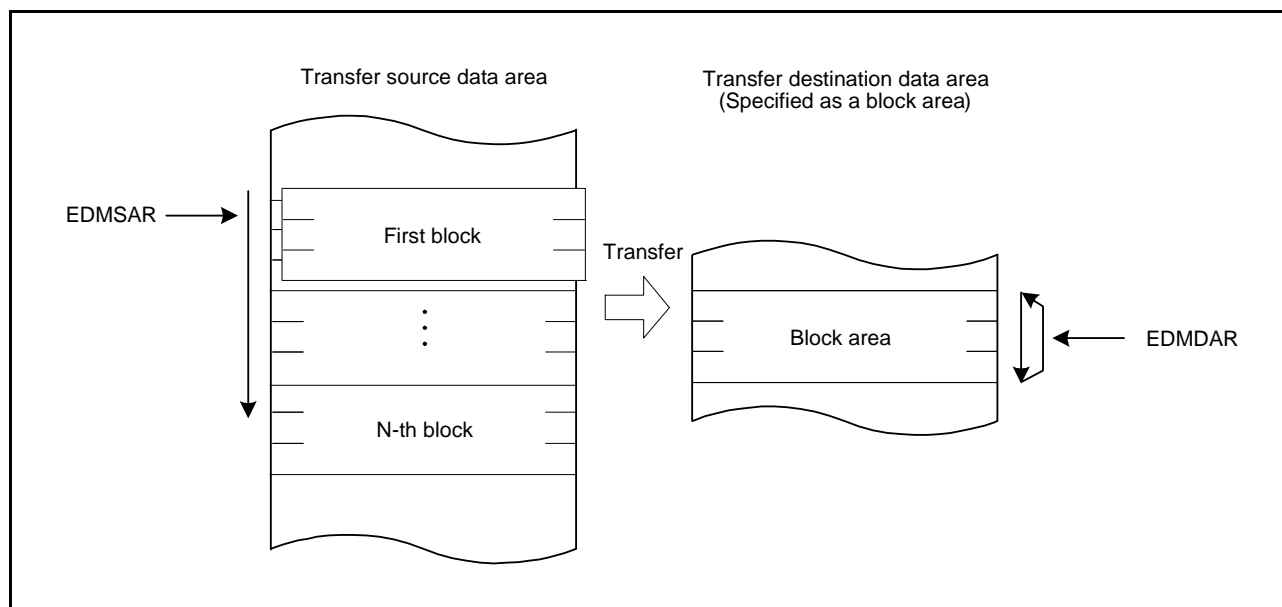 Transfer source data area
Transfer destination data area
(Specified as a block area)
EDMSAR
First block
Transfer
Block area
EDMDAR
N-th block